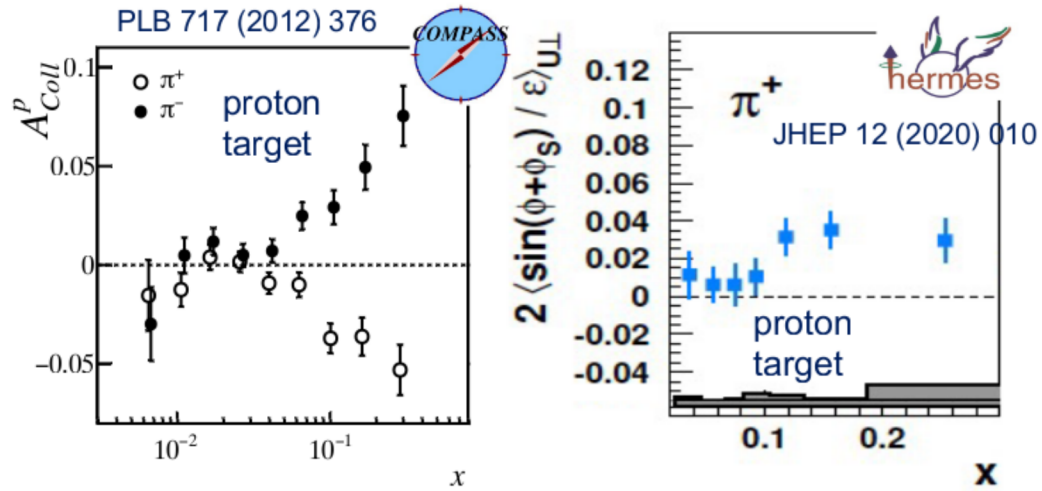 PLB 717 (2012) 376
COMPASS
A^p_Coll
0.1
0.05
0
−0.05
π⁺
π⁻
proton
target
10⁻²
10⁻¹
x
hermes
JHEP 12 (2020) 010
2 ⟨sin(ϕ+ϕ_S) / ε⟩_U⊥
0.12
0.1
0.08
0.06
0.04
0.02
0
-0.02
-0.04
π⁺
proton
target
0.1
0.2
x